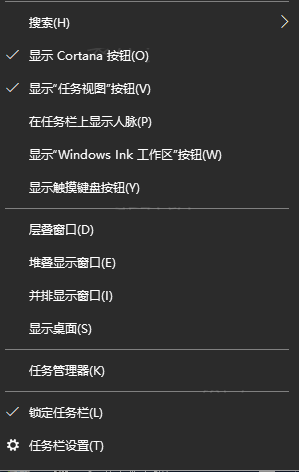 搜索(H)
显示 Cortana 按钮(O)
显示“任务视图”按钮(V)
在任务栏上显示人脉(P)
显示“Windows Ink 工作区”按钮(W)
显示触摸键盘按钮(Y)
层叠窗口(D)
堆叠显示窗口(E)
并排显示窗口(I)
显示桌面(S)
任务管理器(K)
锁定任务栏(L)
任务栏设置(T)